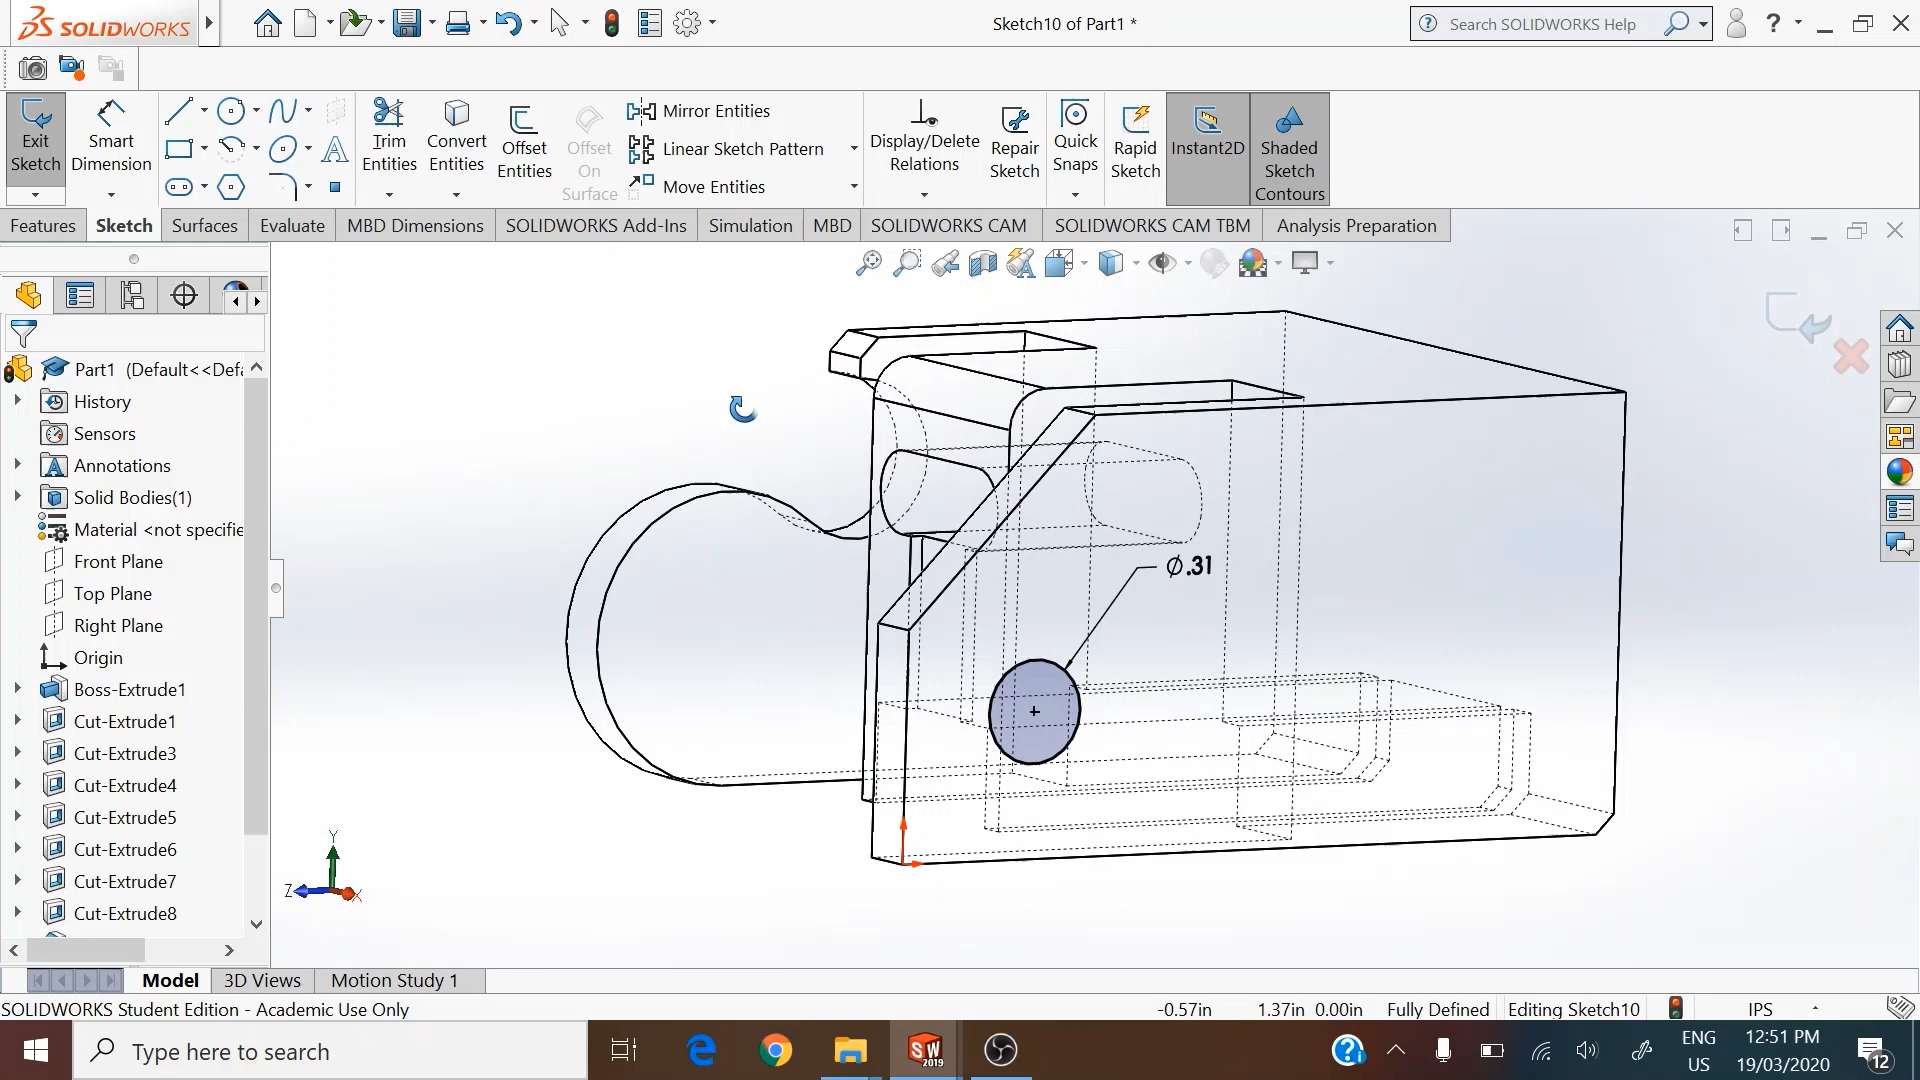 SOLIDWORKS
Sketch10 of Part1 *
Search SOLIDWORKS Help
Exit Sketch
Smart Dimension
Trim Entities
Convert Entities
Offset Entities
Offset On Surface
Mirror Entities
Linear Sketch Pattern
Move Entities
Display/Delete Relations
Repair Sketch
Quick Snaps
Rapid Sketch
Instant2D
Shaded Sketch Contours
Features
Sketch
Surfaces
Evaluate
MBD Dimensions
SOLIDWORKS Add-Ins
Simulation
MBD
SOLIDWORKS CAM
SOLIDWORKS CAM TBM
Analysis Preparation
Part1 (Default<<Defa
History
Sensors
Annotations
Solid Bodies(1)
Material <not specifie
Front Plane
Top Plane
Right Plane
Origin
Boss-Extrude1
Cut-Extrude1
Cut-Extrude3
Cut-Extrude4
Cut-Extrude5
Cut-Extrude6
Cut-Extrude7
Cut-Extrude8
∅.31
Y
Z
X
Model
3D Views
Motion Study 1
SOLIDWORKS Student Edition - Academic Use Only
-0.57in
1.37in
0.00in
Fully Defined
Editing Sketch10
IPS
Type here to search
SW 2019
ENG
US
12:51 PM
19/03/2020
12